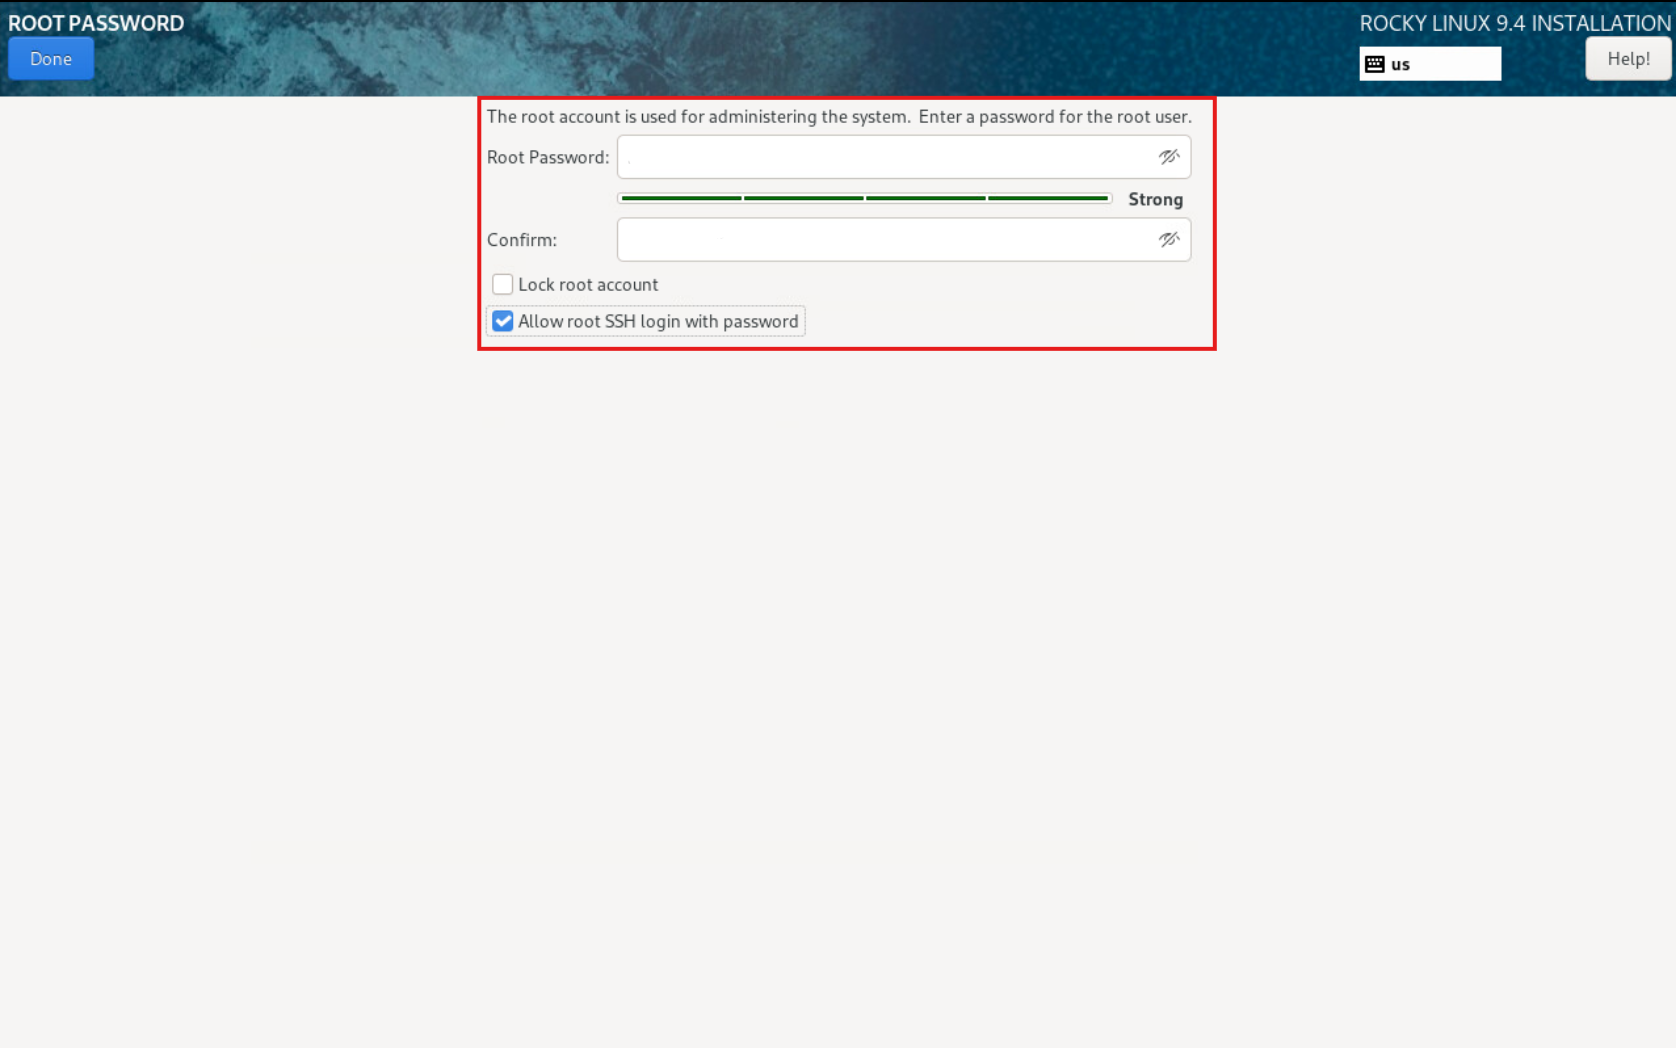 ROOT PASSWORD
ROCKY LINUX 9.4 INSTALLATION
Done
us
Help!
The root account is used for administering the system.  Enter a password for the root user.
Root Password:
Strong
Confirm:
Lock root account
Allow root SSH login with password